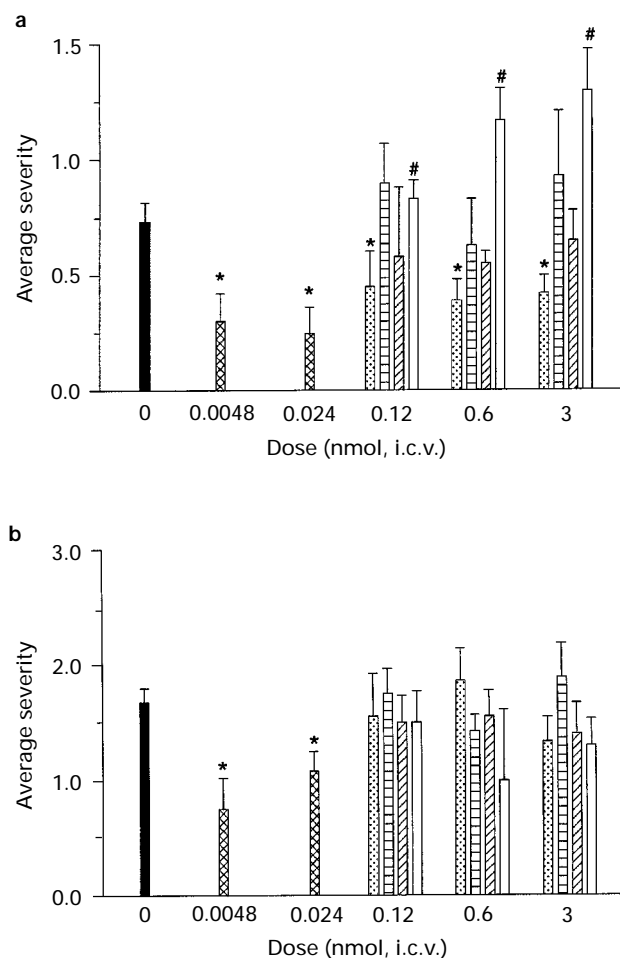 a
1.5
1.0
0.5
0.0
Average severity
* * * # * # * #
0 0.0048 0.024 0.12 0.6 3
Dose (nmol, i.c.v.)
b
3.0
2.0
1.0
0.0
Average severity
* *
0 0.0048 0.024 0.12 0.6 3
Dose (nmol, i.c.v.)